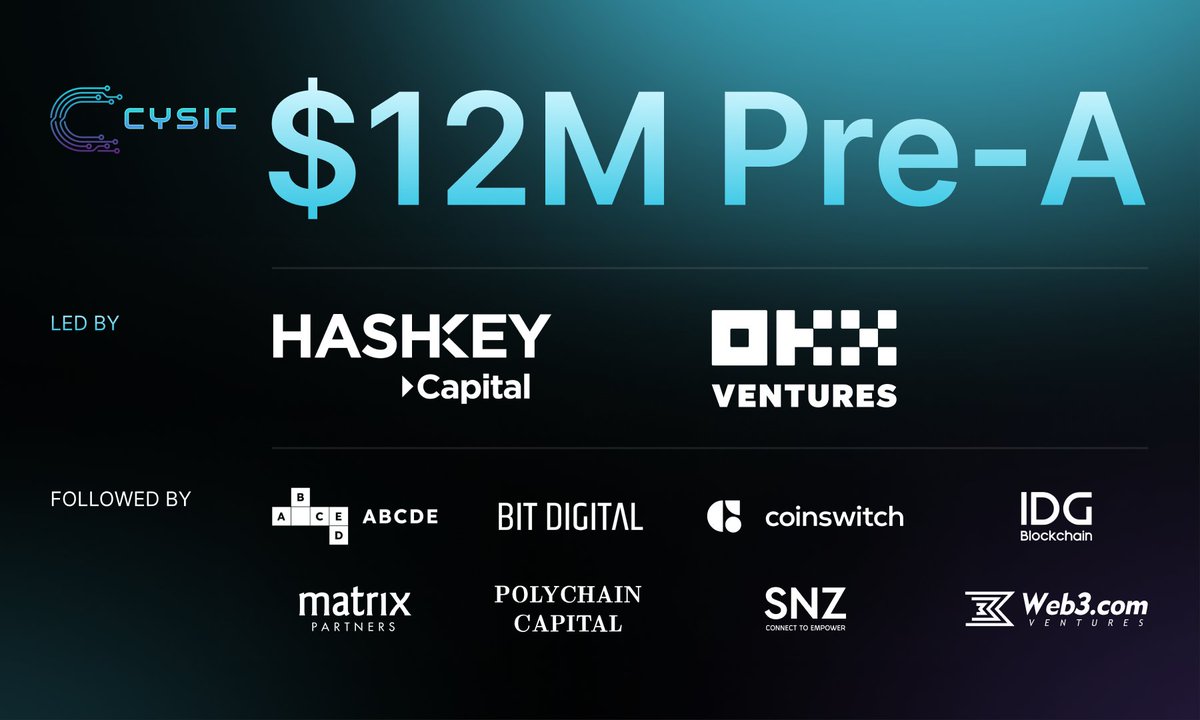 CYSIC
$12M Pre-A
LED BY
HASHKEY
Capital
OKX
VENTURES
FOLLOWED BY
B
A C E
D
ABCDE
BIT DIGITAL
coinswitch
IDG
Blockchain
matrix
PARTNERS
POLYCHAIN
CAPITAL
SNZ
CONNECT TO EMPOWER
Web3.com
VENTURES